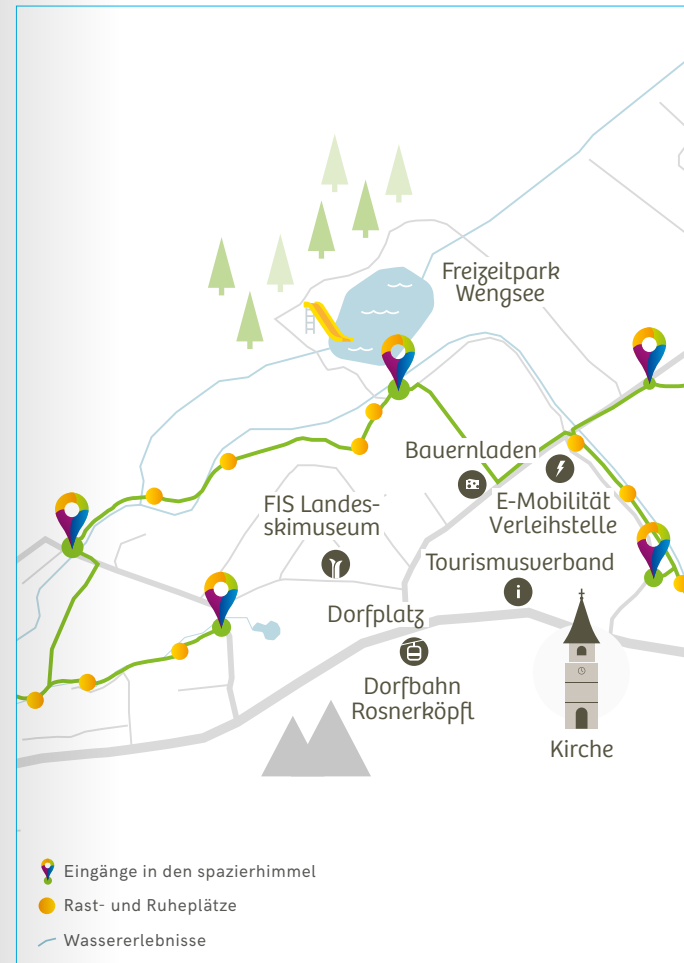 Freizeitpark
Wengsee
Bauernladen
E-Mobilität
Verleihstelle
FIS Landes-
skimuseum
Tourismusverband
i
Dorfplatz
Dorfbahn
Rosnerköpfl
Kirche
Eingänge in den spazierhimmel
Rast- und Ruheplätze
Wassererlebnisse